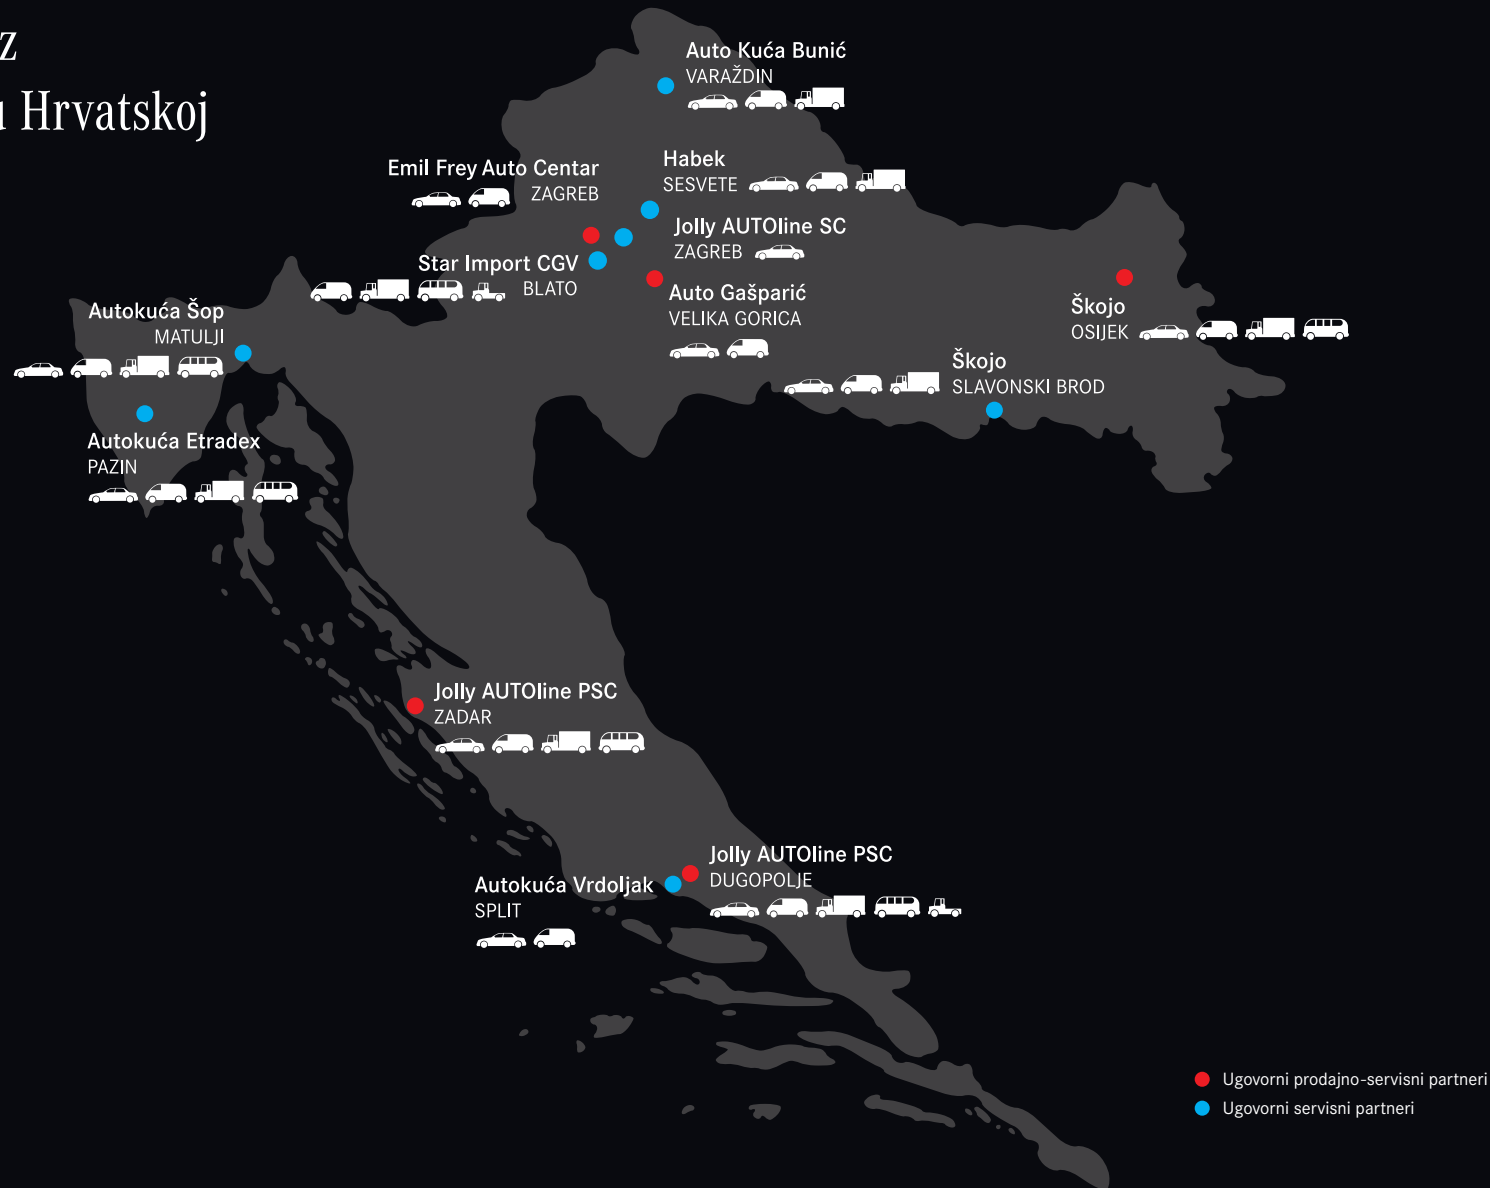 z
u Hrvatskoj
Auto Kuća Bunić
VARAŽDIN
Emil Frey Auto Centar
ZAGREB
Habek
SESVETE
Jolly AUTOline SC
ZAGREB
Star Import CGV
BLATO
Auto Gašparić
VELIKA GORICA
Autokuća Šop
MATULJI
Škojo
OSIJEK
Škojo
SLAVONSKI BROD
Autokuća Etradex
PAZIN
Jolly AUTOline PSC
ZADAR
Jolly AUTOline PSC
DUGOPOLJE
Autokuća Vrdoljak
SPLIT
Ugovorni prodajno-servisni partneri
Ugovorni servisni partneri